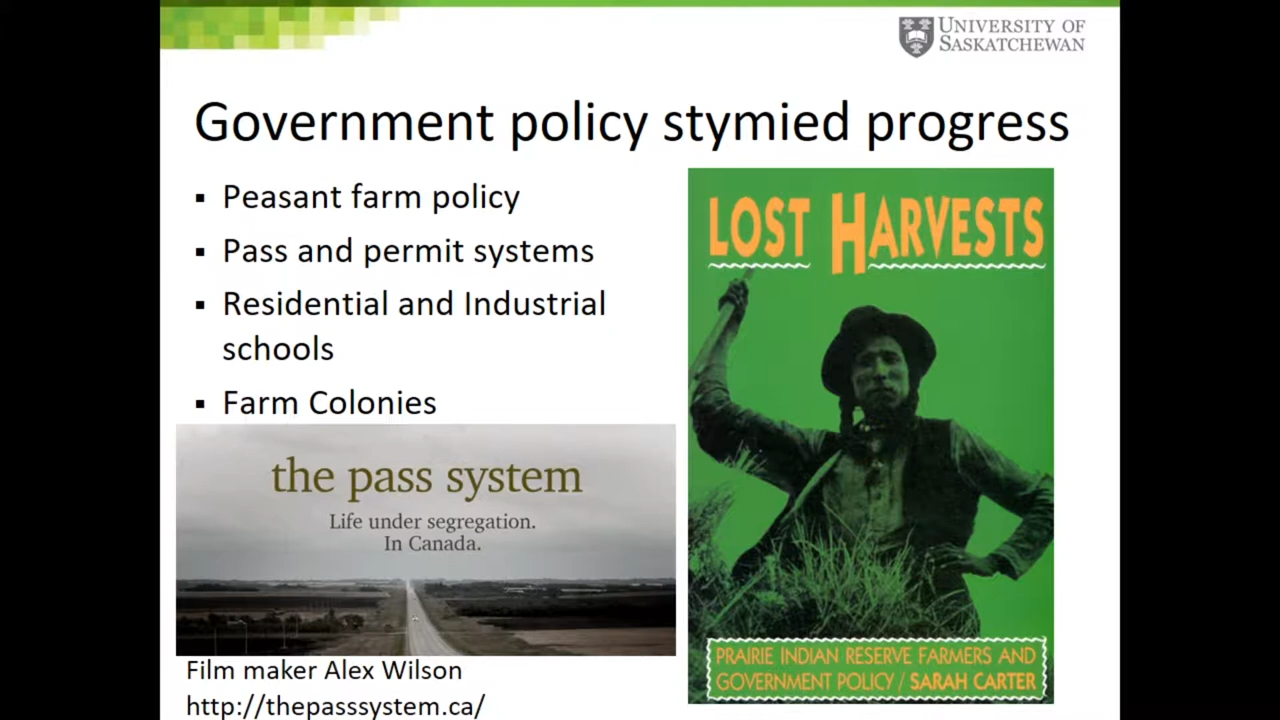 UNIVERSITY OF
SASKATCHEWAN
Government policy stymied progress
▪ Peasant farm policy
▪ Pass and permit systems
▪ Residential and Industrial
schools
▪ Farm Colonies
the pass system
Life under segregation.
In Canada.
Film maker Alex Wilson
http://thepasssystem.ca/
LOST HARVESTS
PRAIRIE INDIAN RESERVE FARMERS AND
GOVERNMENT POLICY / SARAH CARTER